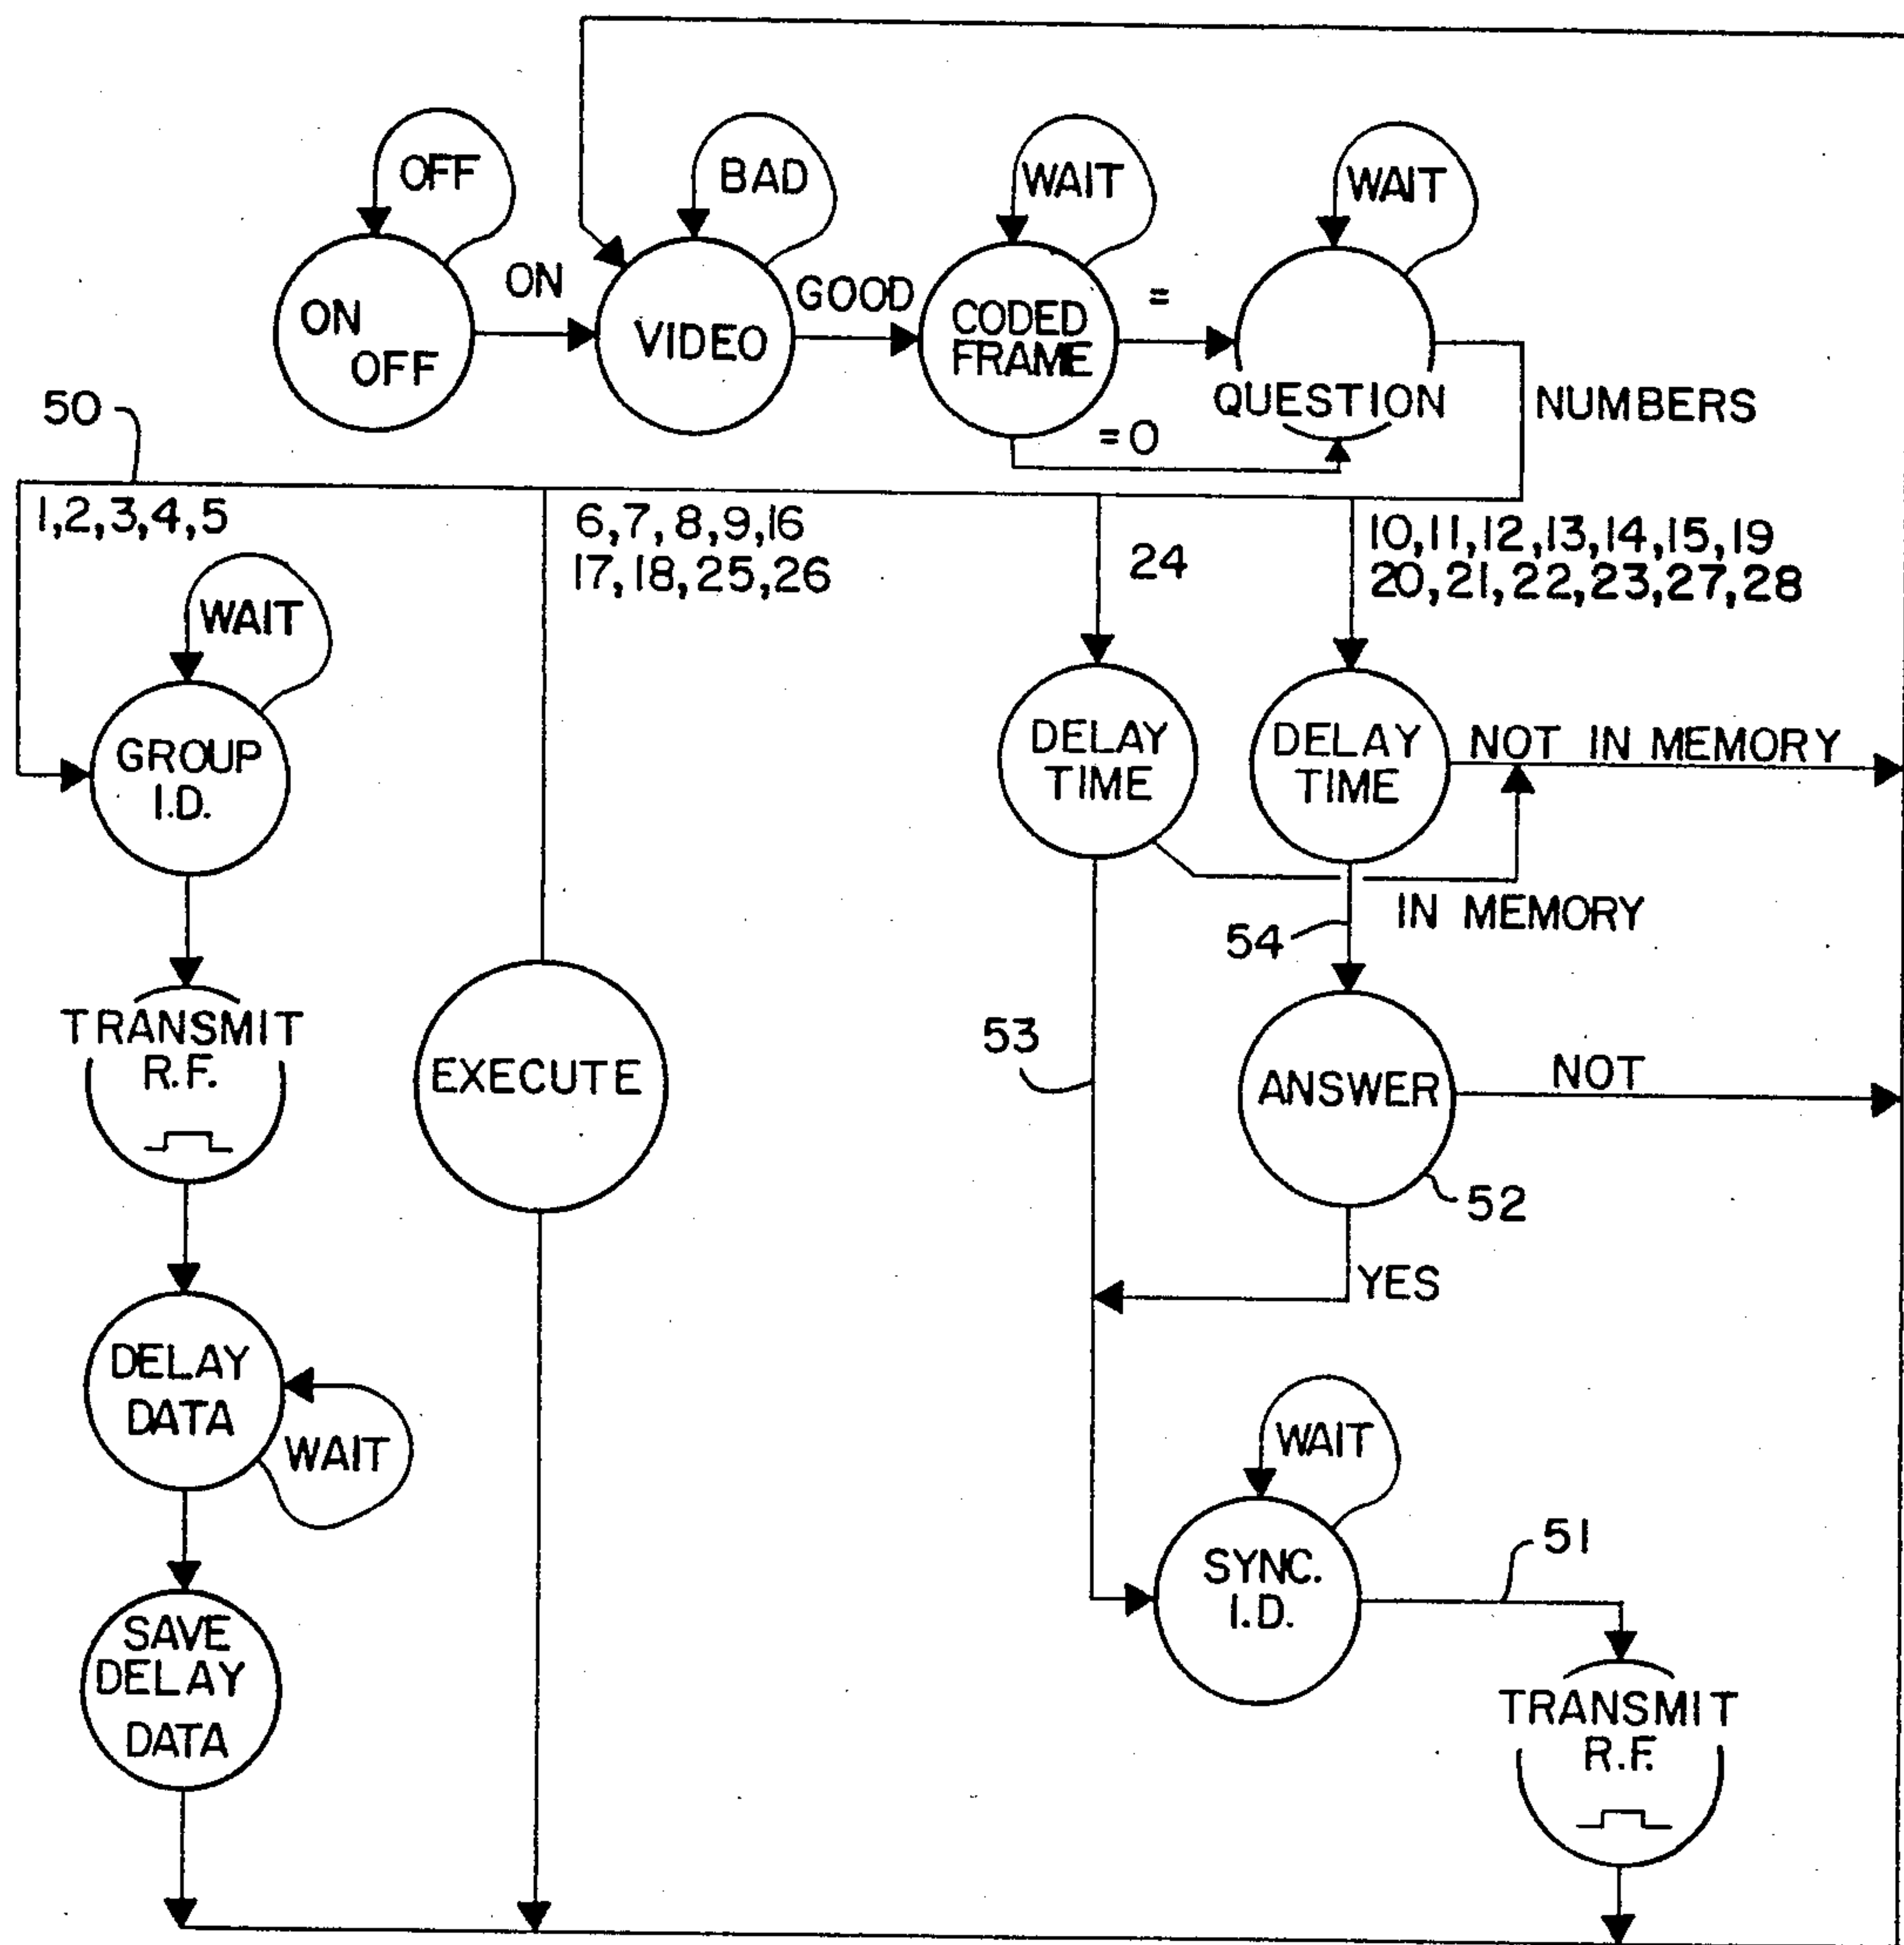 OFF
BAD
WAIT
WAIT
ON
OFF
ON
VIDEO
GOOD
CODED
FRAME
=
=0
QUESTION
NUMBERS
50
1,2,3,4,5
6,7,8,9,16
17,18,25,26
24
10,11,12,13,14,15,19
20,21,22,23,27,28
WAIT
GROUP
I.D.
DELAY
TIME
DELAY
TIME
NOT IN MEMORY
IN MEMORY
54
TRANSMIT
R.F.
EXECUTE
53
ANSWER
NOT
52
YES
DELAY
DATA
WAIT
WAIT
SYNC.
I.D.
51
SAVE
DELAY
DATA
TRANSMIT
R.F.